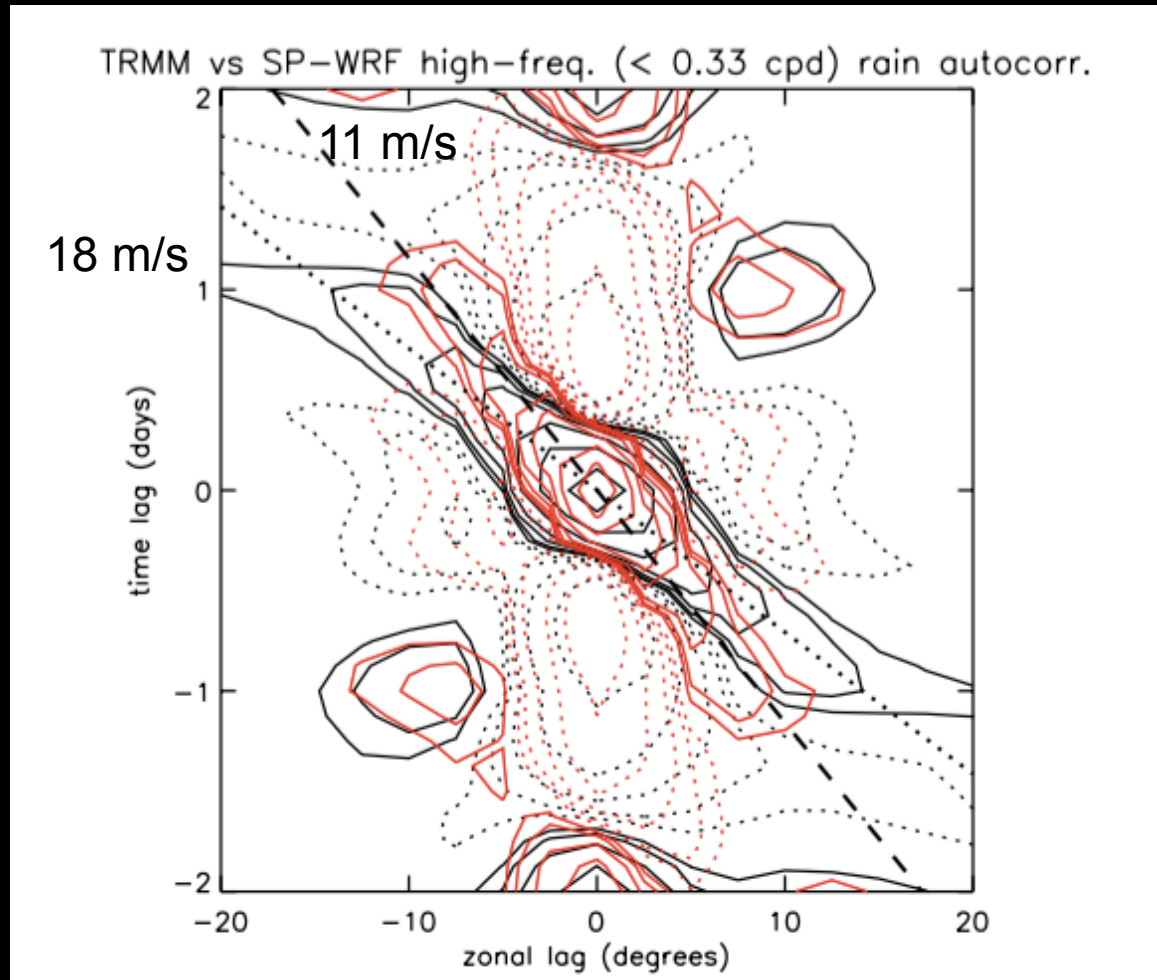 TRMM vs SP-WRF high-freq. (< 0.33 cpd) rain autocorr.
2
11 m/s
18 m/s
1
0
-1
-2
time lag (days)
-20
-10
0
10
20
zonal lag (degrees)